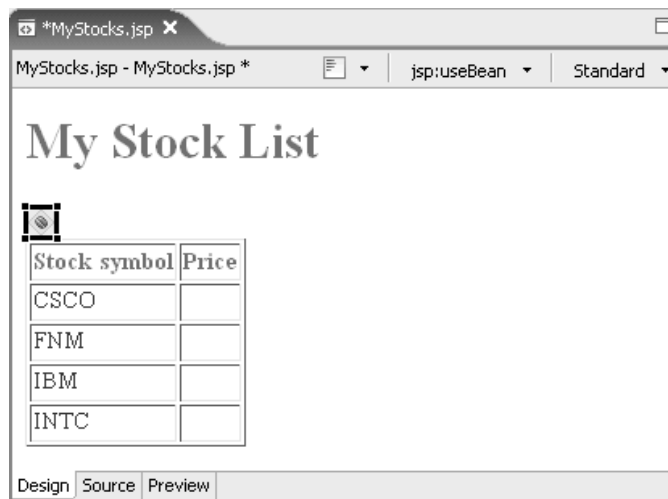 *MyStocks.jsp
MyStocks.jsp - MyStocks.jsp * jsp:useBean Standard
My Stock List
Stock symbol Price
CSCO
FNM
IBM
INTC
Design Source Preview